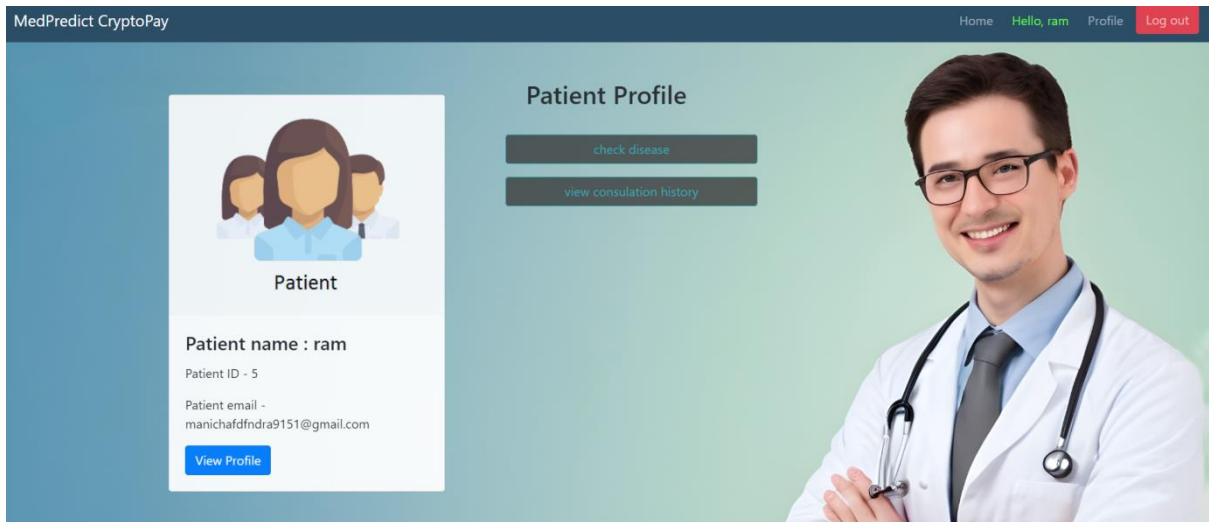 MedPredict CryptoPay
Home Hello, ram Profile Log out
Patient
Patient name : ram
Patient ID - 5
Patient email -
manichafdfndra9151@gmail.com
View Profile
Patient Profile
check disease
view consulation history